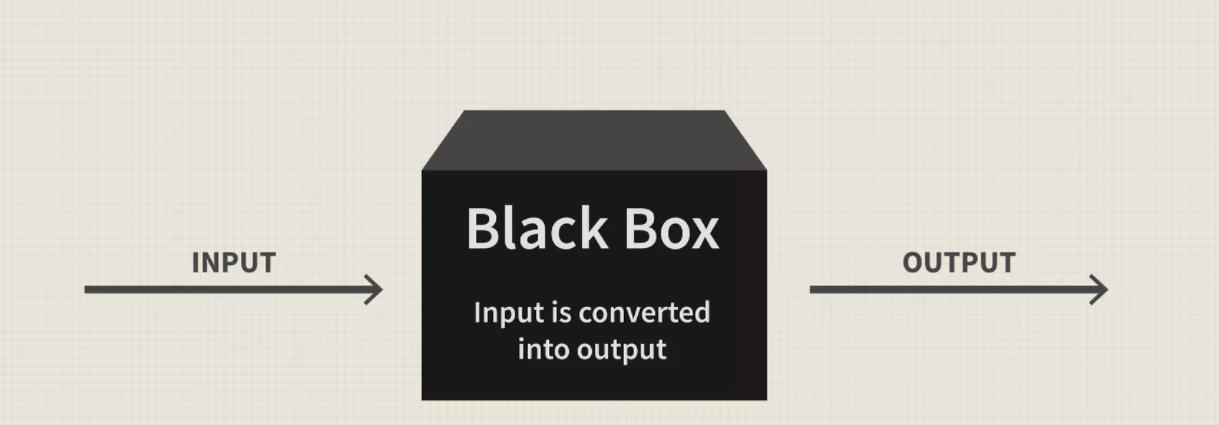 Black Box
INPUT
OUTPUT
Input is converted
into output